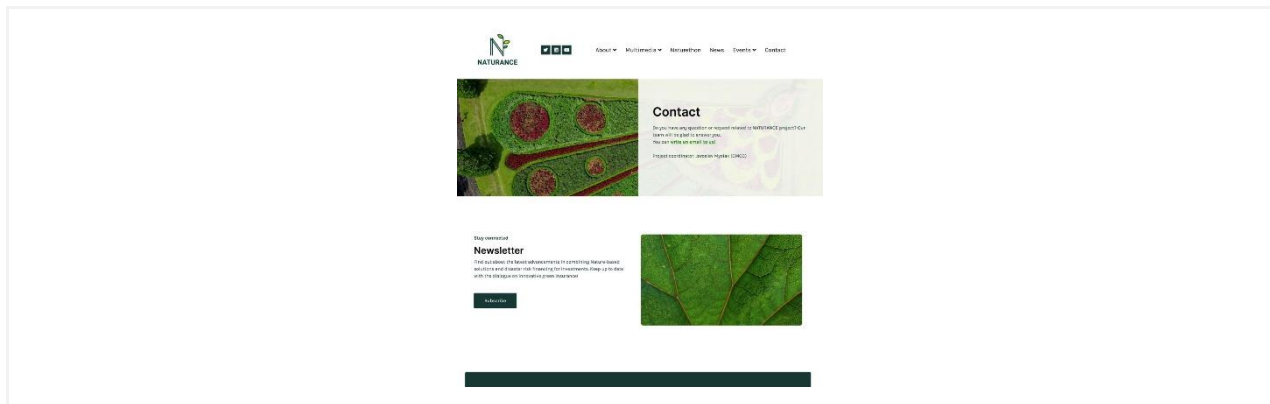 NATURANCE
About Multimedia Naturethon News Events Contact
Contact
Do you have any question or request related to NATURANCE project? Our
team will be glad to answer you.
You can write an email to us!
Project coordinator: Jaroslav Mysiak (CMCC)
Stay connected
Newsletter
Find out about the latest advancements in combining Nature-based
solutions and disaster risk financing for investments. Keep up to date
with the dialogue on innovative green insurance!
Subscribe